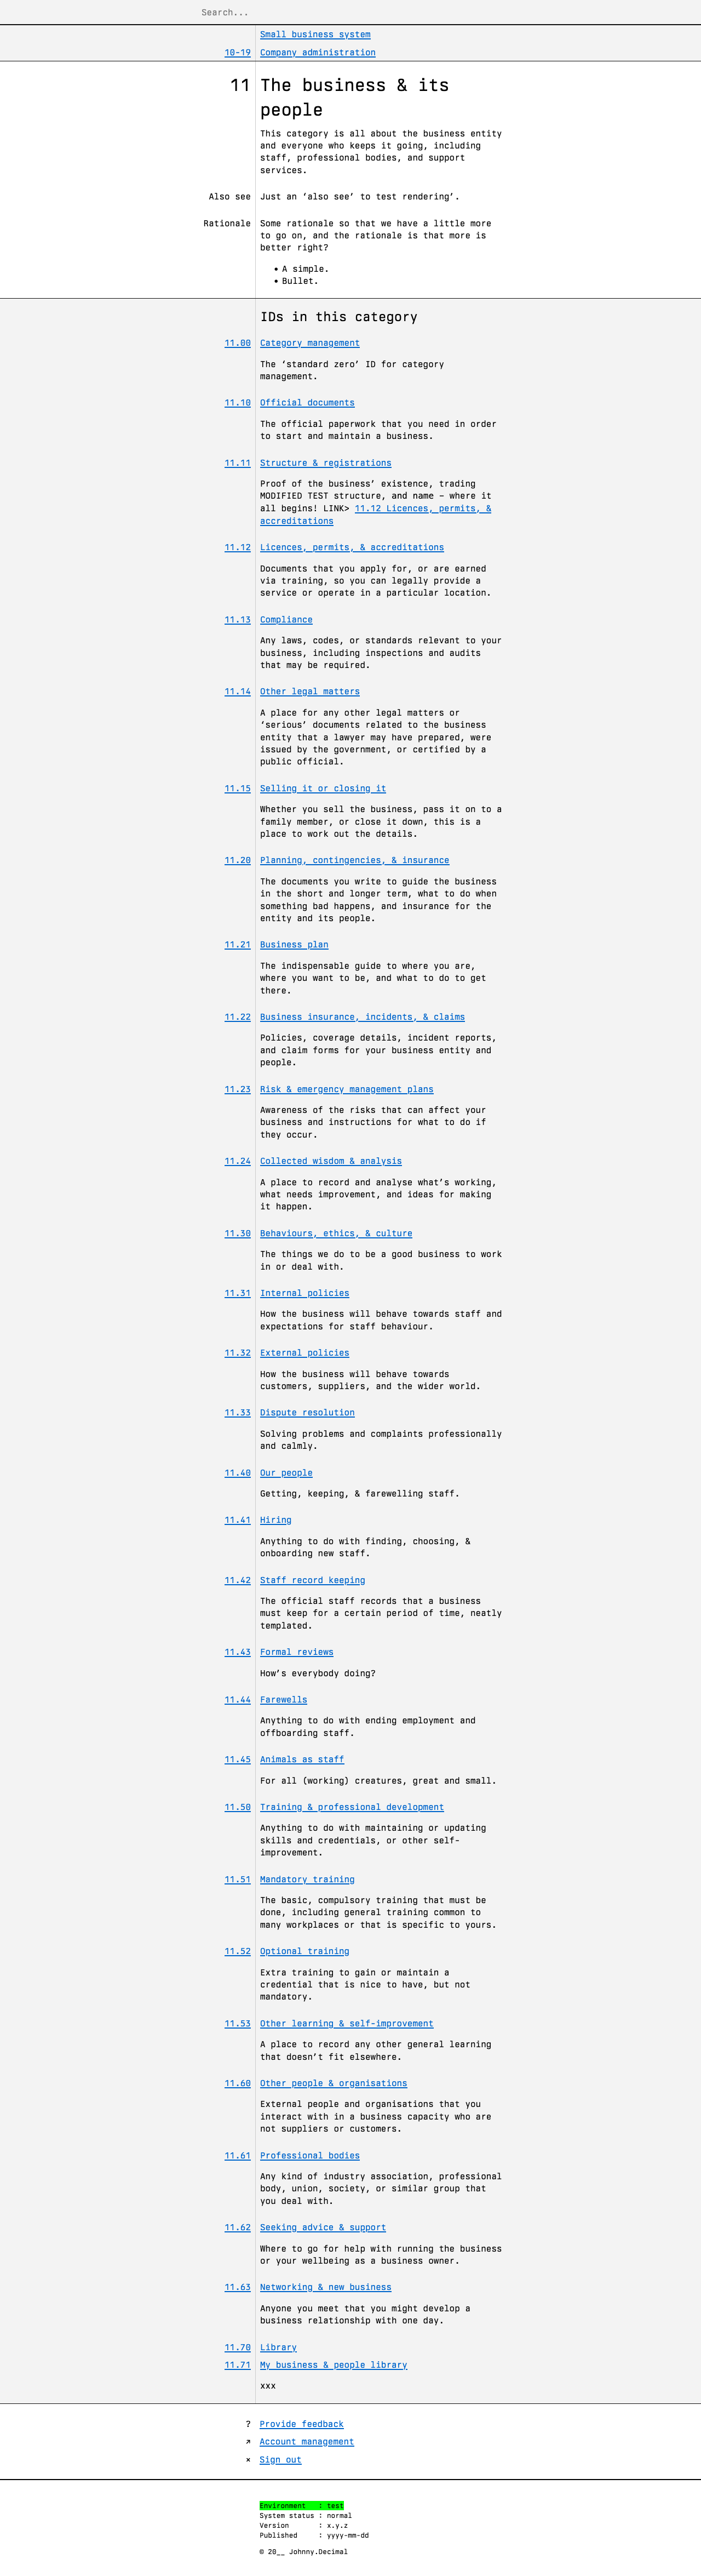 Search...
Small business system
10-19 Company administration
11 The business & its
people
This category is all about the business entity
and everyone who keeps it going, including
staff, professional bodies, and support
services.
Also see Just an ‘also see’ to test rendering’.
Rationale Some rationale so that we have a little more
to go on, and the rationale is that more is
better right?
• A simple.
• Bullet.
IDs in this category
11.00 Category management
The ‘standard zero’ ID for category
management.
11.10 Official documents
The official paperwork that you need in order
to start and maintain a business.
11.11 Structure & registrations
Proof of the business’ existence, trading
MODIFIED TEST structure, and name – where it
all begins! LINK> 11.12 Licences, permits, &
accreditations
11.12 Licences, permits, & accreditations
Documents that you apply for, or are earned
via training, so you can legally provide a
service or operate in a particular location.
11.13 Compliance
Any laws, codes, or standards relevant to your
business, including inspections and audits
that may be required.
11.14 Other legal matters
A place for any other legal matters or
‘serious’ documents related to the business
entity that a lawyer may have prepared, were
issued by the government, or certified by a
public official.
11.15 Selling it or closing it
Whether you sell the business, pass it on to a
family member, or close it down, this is a
place to work out the details.
11.20 Planning, contingencies, & insurance
The documents you write to guide the business
in the short and longer term, what to do when
something bad happens, and insurance for the
entity and its people.
11.21 Business plan
The indispensable guide to where you are,
where you want to be, and what to do to get
there.
11.22 Business insurance, incidents, & claims
Policies, coverage details, incident reports,
and claim forms for your business entity and
people.
11.23 Risk & emergency management plans
Awareness of the risks that can affect your
business and instructions for what to do if
they occur.
11.24 Collected wisdom & analysis
A place to record and analyse what’s working,
what needs improvement, and ideas for making
it happen.
11.30 Behaviours, ethics, & culture
The things we do to be a good business to work
in or deal with.
11.31 Internal policies
How the business will behave towards staff and
expectations for staff behaviour.
11.32 External policies
How the business will behave towards
customers, suppliers, and the wider world.
11.33 Dispute resolution
Solving problems and complaints professionally
and calmly.
11.40 Our people
Getting, keeping, & farewelling staff.
11.41 Hiring
Anything to do with finding, choosing, &
onboarding new staff.
11.42 Staff record keeping
The official staff records that a business
must keep for a certain period of time, neatly
templated.
11.43 Formal reviews
How’s everybody doing?
11.44 Farewells
Anything to do with ending employment and
offboarding staff.
11.45 Animals as staff
For all (working) creatures, great and small.
11.50 Training & professional development
Anything to do with maintaining or updating
skills and credentials, or other self-
improvement.
11.51 Mandatory training
The basic, compulsory training that must be
done, including general training common to
many workplaces or that is specific to yours.
11.52 Optional training
Extra training to gain or maintain a
credential that is nice to have, but not
mandatory.
11.53 Other learning & self-improvement
A place to record any other general learning
that doesn’t fit elsewhere.
11.60 Other people & organisations
External people and organisations that you
interact with in a business capacity who are
not suppliers or customers.
11.61 Professional bodies
Any kind of industry association, professional
body, union, society, or similar group that
you deal with.
11.62 Seeking advice & support
Where to go for help with running the business
or your wellbeing as a business owner.
11.63 Networking & new business
Anyone you meet that you might develop a
business relationship with one day.
11.70 Library
11.71 My business & people library
xxx
? Provide feedback
↗ Account management
× Sign out
Environment : test
System status : normal
Version : x.y.z
Published : yyyy-mm-dd
© 20__ Johnny.Decimal